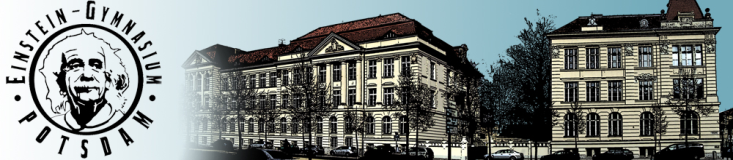 EINSTEIN-GYMNASIUM
• POTSDAM •